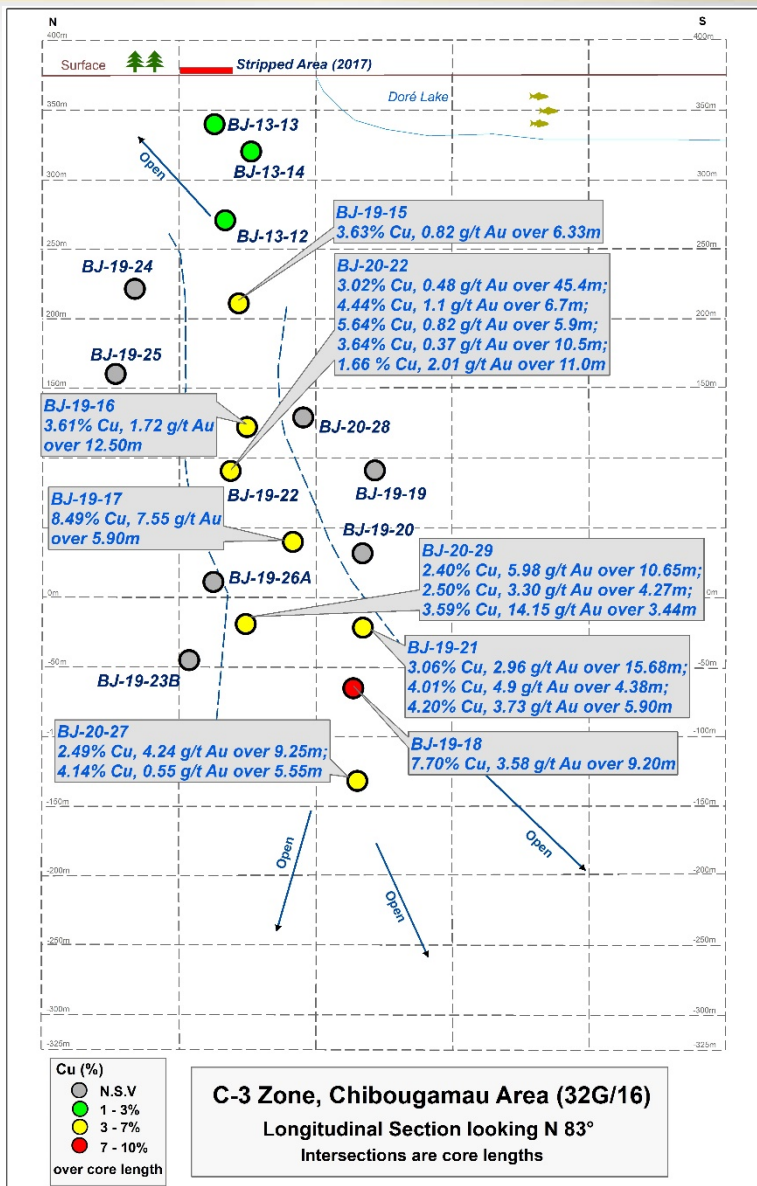 N
S
400m
400m
Surface
Stripped Area (2017)
Doré Lake
350m
350m
BJ-13-13
BJ-13-14
Open
300m
300m
BJ-13-12
BJ-19-15
3.63% Cu, 0.82 g/t Au over 6.33m
250m
250m
BJ-19-24
BJ-20-22
3.02% Cu, 0.48 g/t Au over 45.4m;
4.44% Cu, 1.1 g/t Au over 6.7m;
5.64% Cu, 0.82 g/t Au over 5.9m;
3.64% Cu, 0.37 g/t Au over 10.5m;
1.66 % Cu, 2.01 g/t Au over 11.0m
200m
200m
BJ-19-25
150m
150m
BJ-19-16
3.61% Cu, 1.72 g/t Au
over 12.50m
BJ-20-28
BJ-19-22
BJ-19-19
BJ-19-17
8.49% Cu, 7.55 g/t Au
over 5.90m
BJ-19-20
BJ-20-29
2.40% Cu, 5.98 g/t Au over 10.65m;
2.50% Cu, 3.30 g/t Au over 4.27m;
3.59% Cu, 14.15 g/t Au over 3.44m
BJ-19-26A
0m
0m
BJ-19-21
3.06% Cu, 2.96 g/t Au over 15.68m;
4.01% Cu, 4.9 g/t Au over 4.38m;
4.20% Cu, 3.73 g/t Au over 5.90m
-50m
-50m
BJ-19-23B
BJ-20-27
2.49% Cu, 4.24 g/t Au over 9.25m;
4.14% Cu, 0.55 g/t Au over 5.55m
BJ-19-18
7.70% Cu, 3.58 g/t Au over 9.20m
-100m
-150m
-150m
Open
Open
Open
-200m
-200m
-250m
-250m
-300m
-300m
-325m
-325m
Cu (%)
N.S.V
1 - 3%
3 - 7%
7 - 10%
over core length
C-3 Zone, Chibougamau Area (32G/16)
Longitudinal Section looking N 83°
Intersections are core lengths